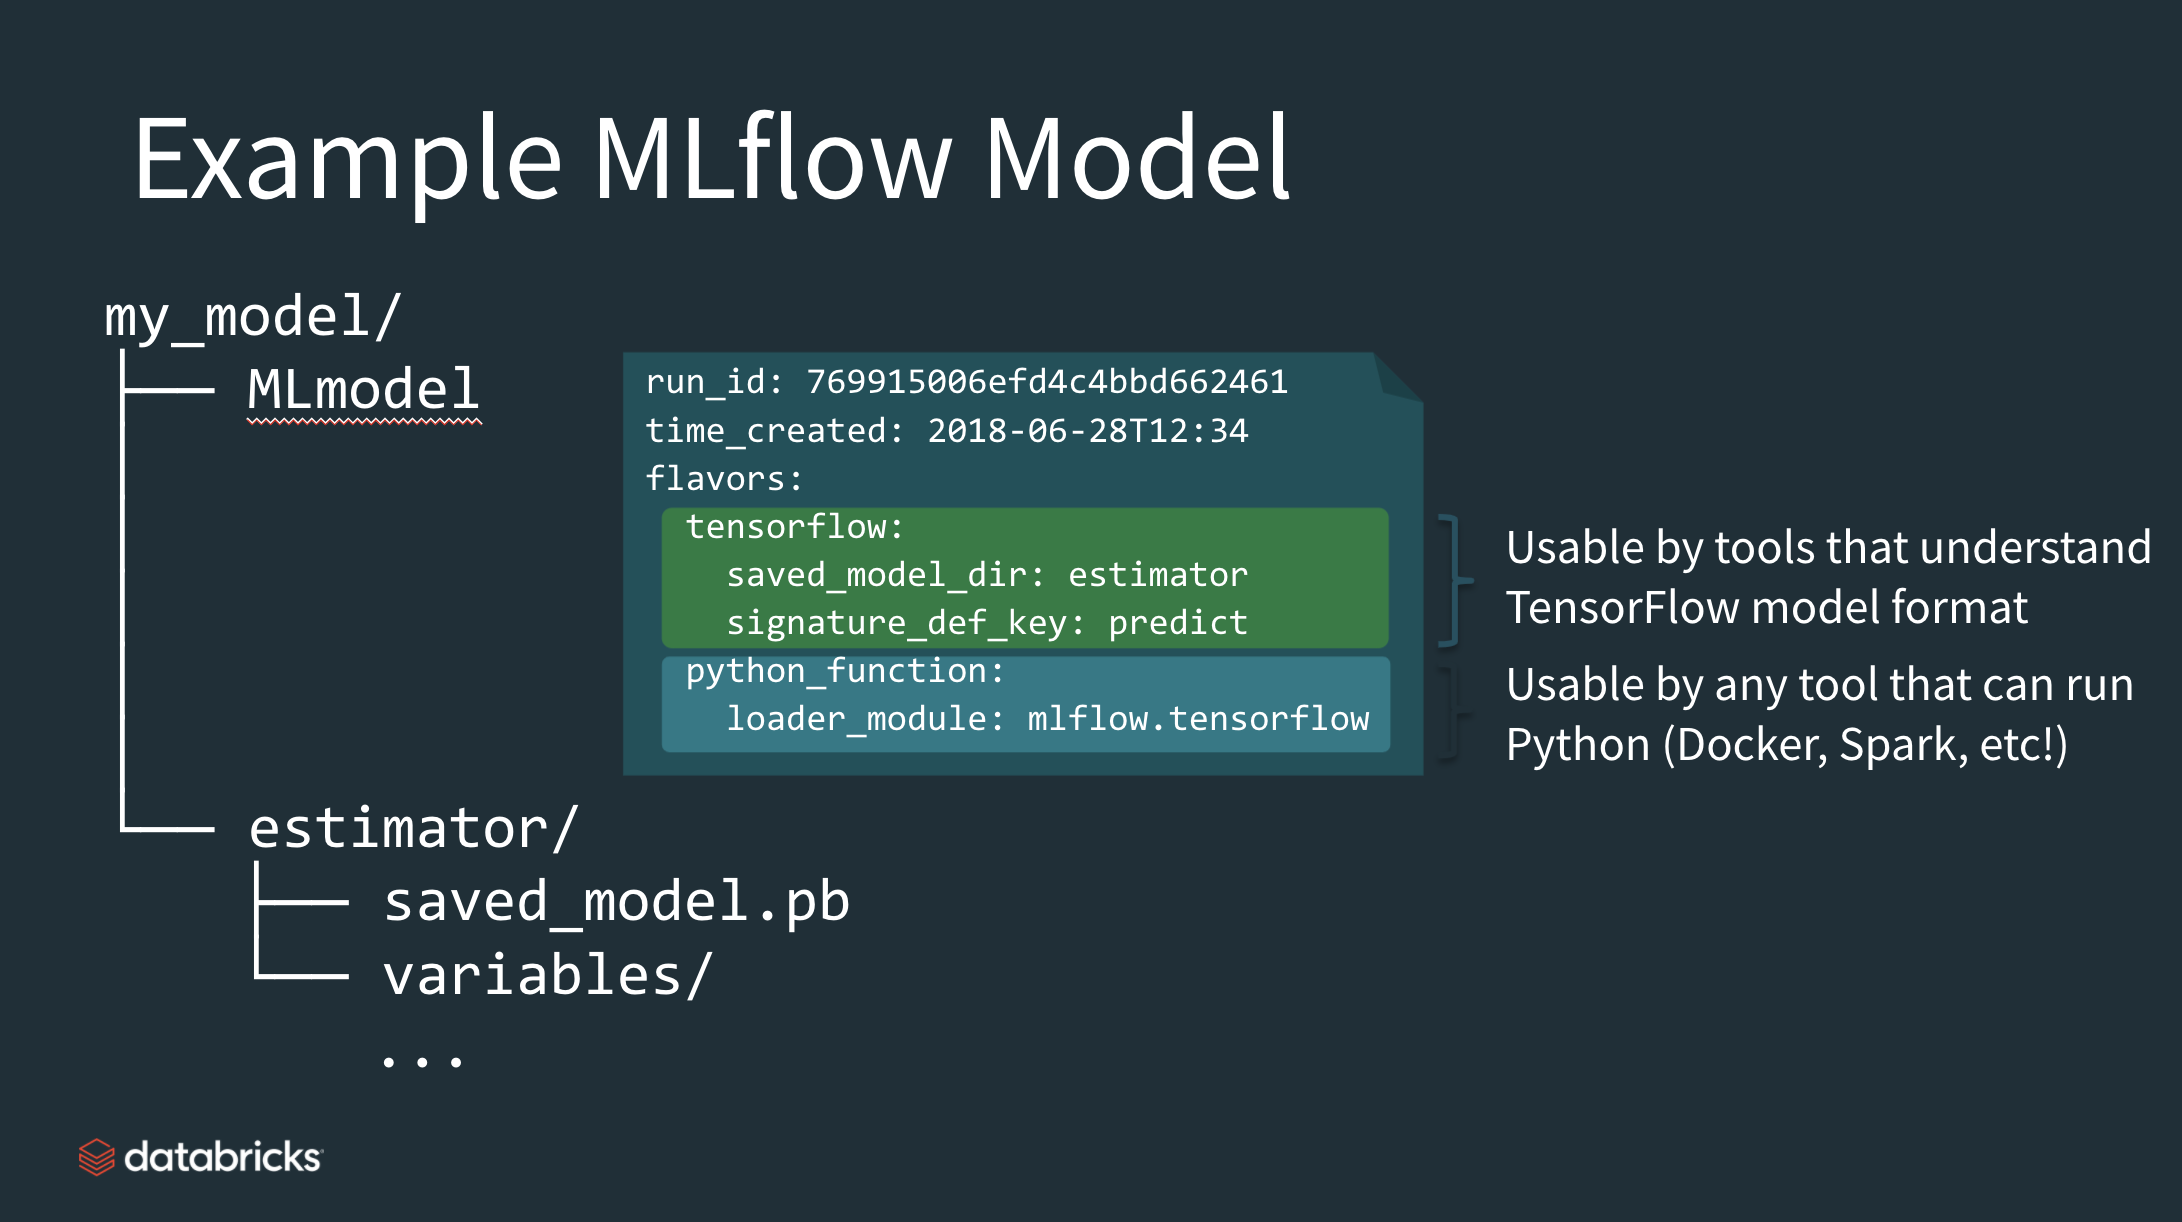 Example MLflow Model
my_model/
MLmodel
run_id: 769915006efd4c4bbd662461
time_created: 2018-06-28T12:34
flavors:
tensorflow:
saved_model_dir: estimator
signature_def_key: predict
python_function:
loader_module: mlflow.tensorflow
Usable by tools that understand
TensorFlow model format
Usable by any tool that can run
Python (Docker, Spark, etc!)
estimator/
saved_model.pb
variables/
...
databricks